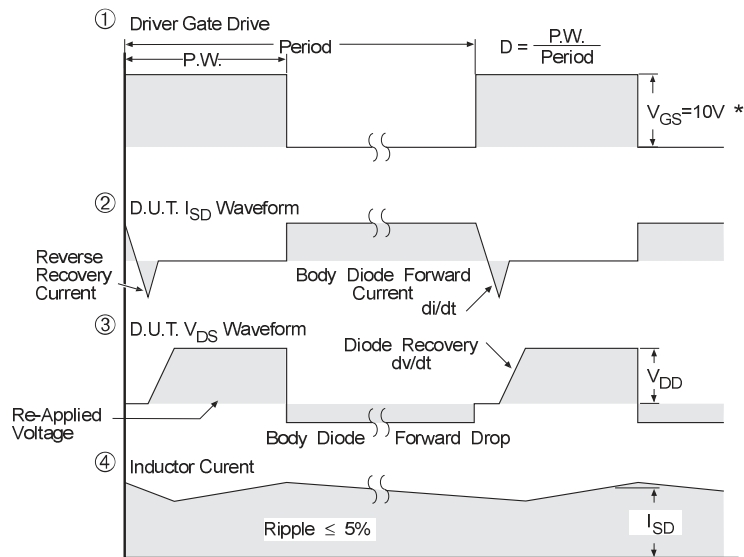 ① Driver Gate Drive
Period
P.W.
D = P.W. / Period
V_GS=10V *
② D.U.T. I_SD Waveform
Reverse
Recovery
Current
Body Diode Forward
Current
di/dt
③ D.U.T. V_DS Waveform
Diode Recovery
dv/dt
V_DD
Re-Applied
Voltage
Body Diode Forward Drop
④ Inductor Curent
Ripple ≤ 5%
I_SD